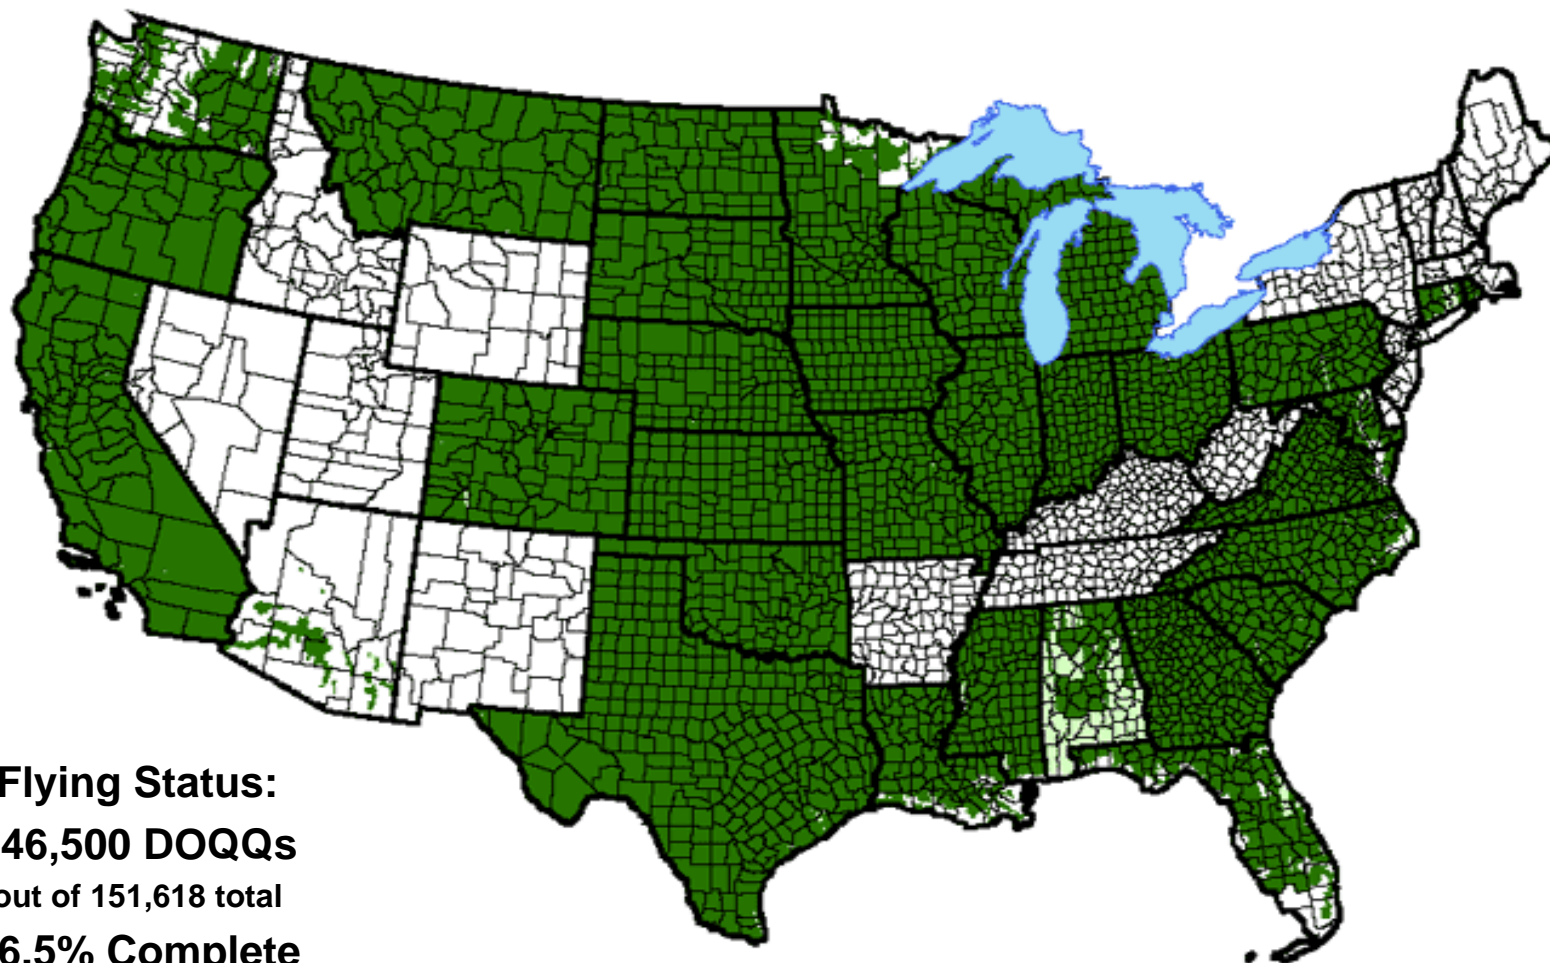 Flying Status:
46,500 DOQQs
out of 151,618 total
6.5% Complete